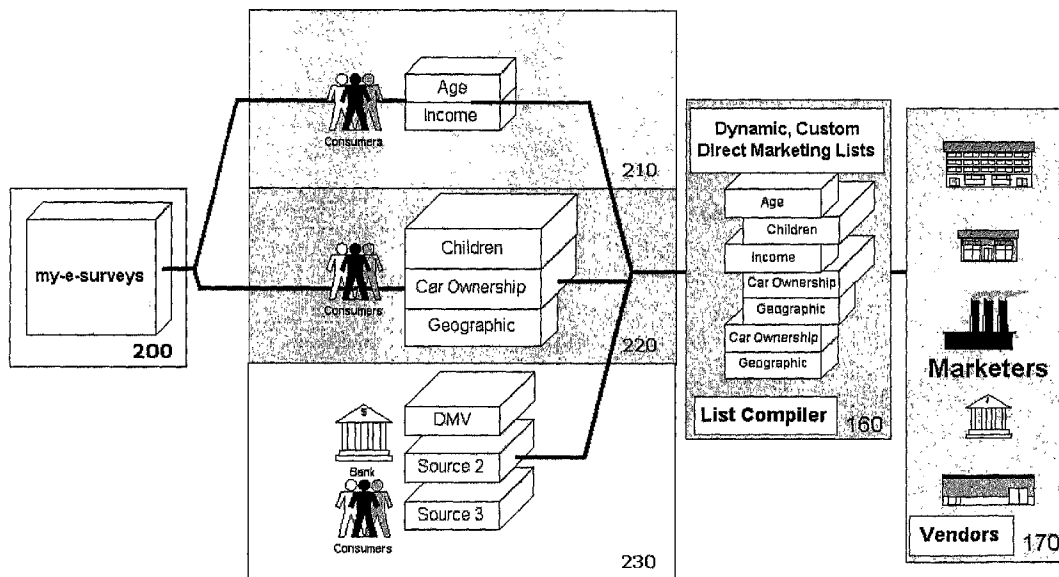 my-e-surveys
200
Consumers
Age
Income
210
Consumers
Children
Car Ownership
Geographic
220
$
Bank
Consumers
DMV
Source 2
Source 3
230
Dynamic, Custom
Direct Marketing Lists
Age
Children
Income
Car Ownership
Geographic
Car Ownership
Geographic
List Compiler
160
Marketers
Vendors
170